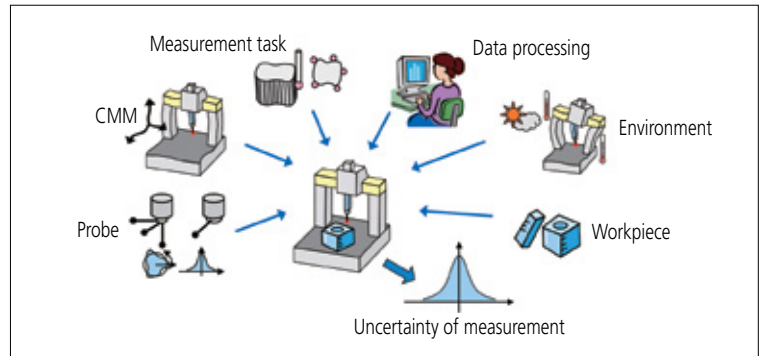 Measurement task
Data processing
CMM
Environment
Probe
Workpiece
Uncertainty of measurement